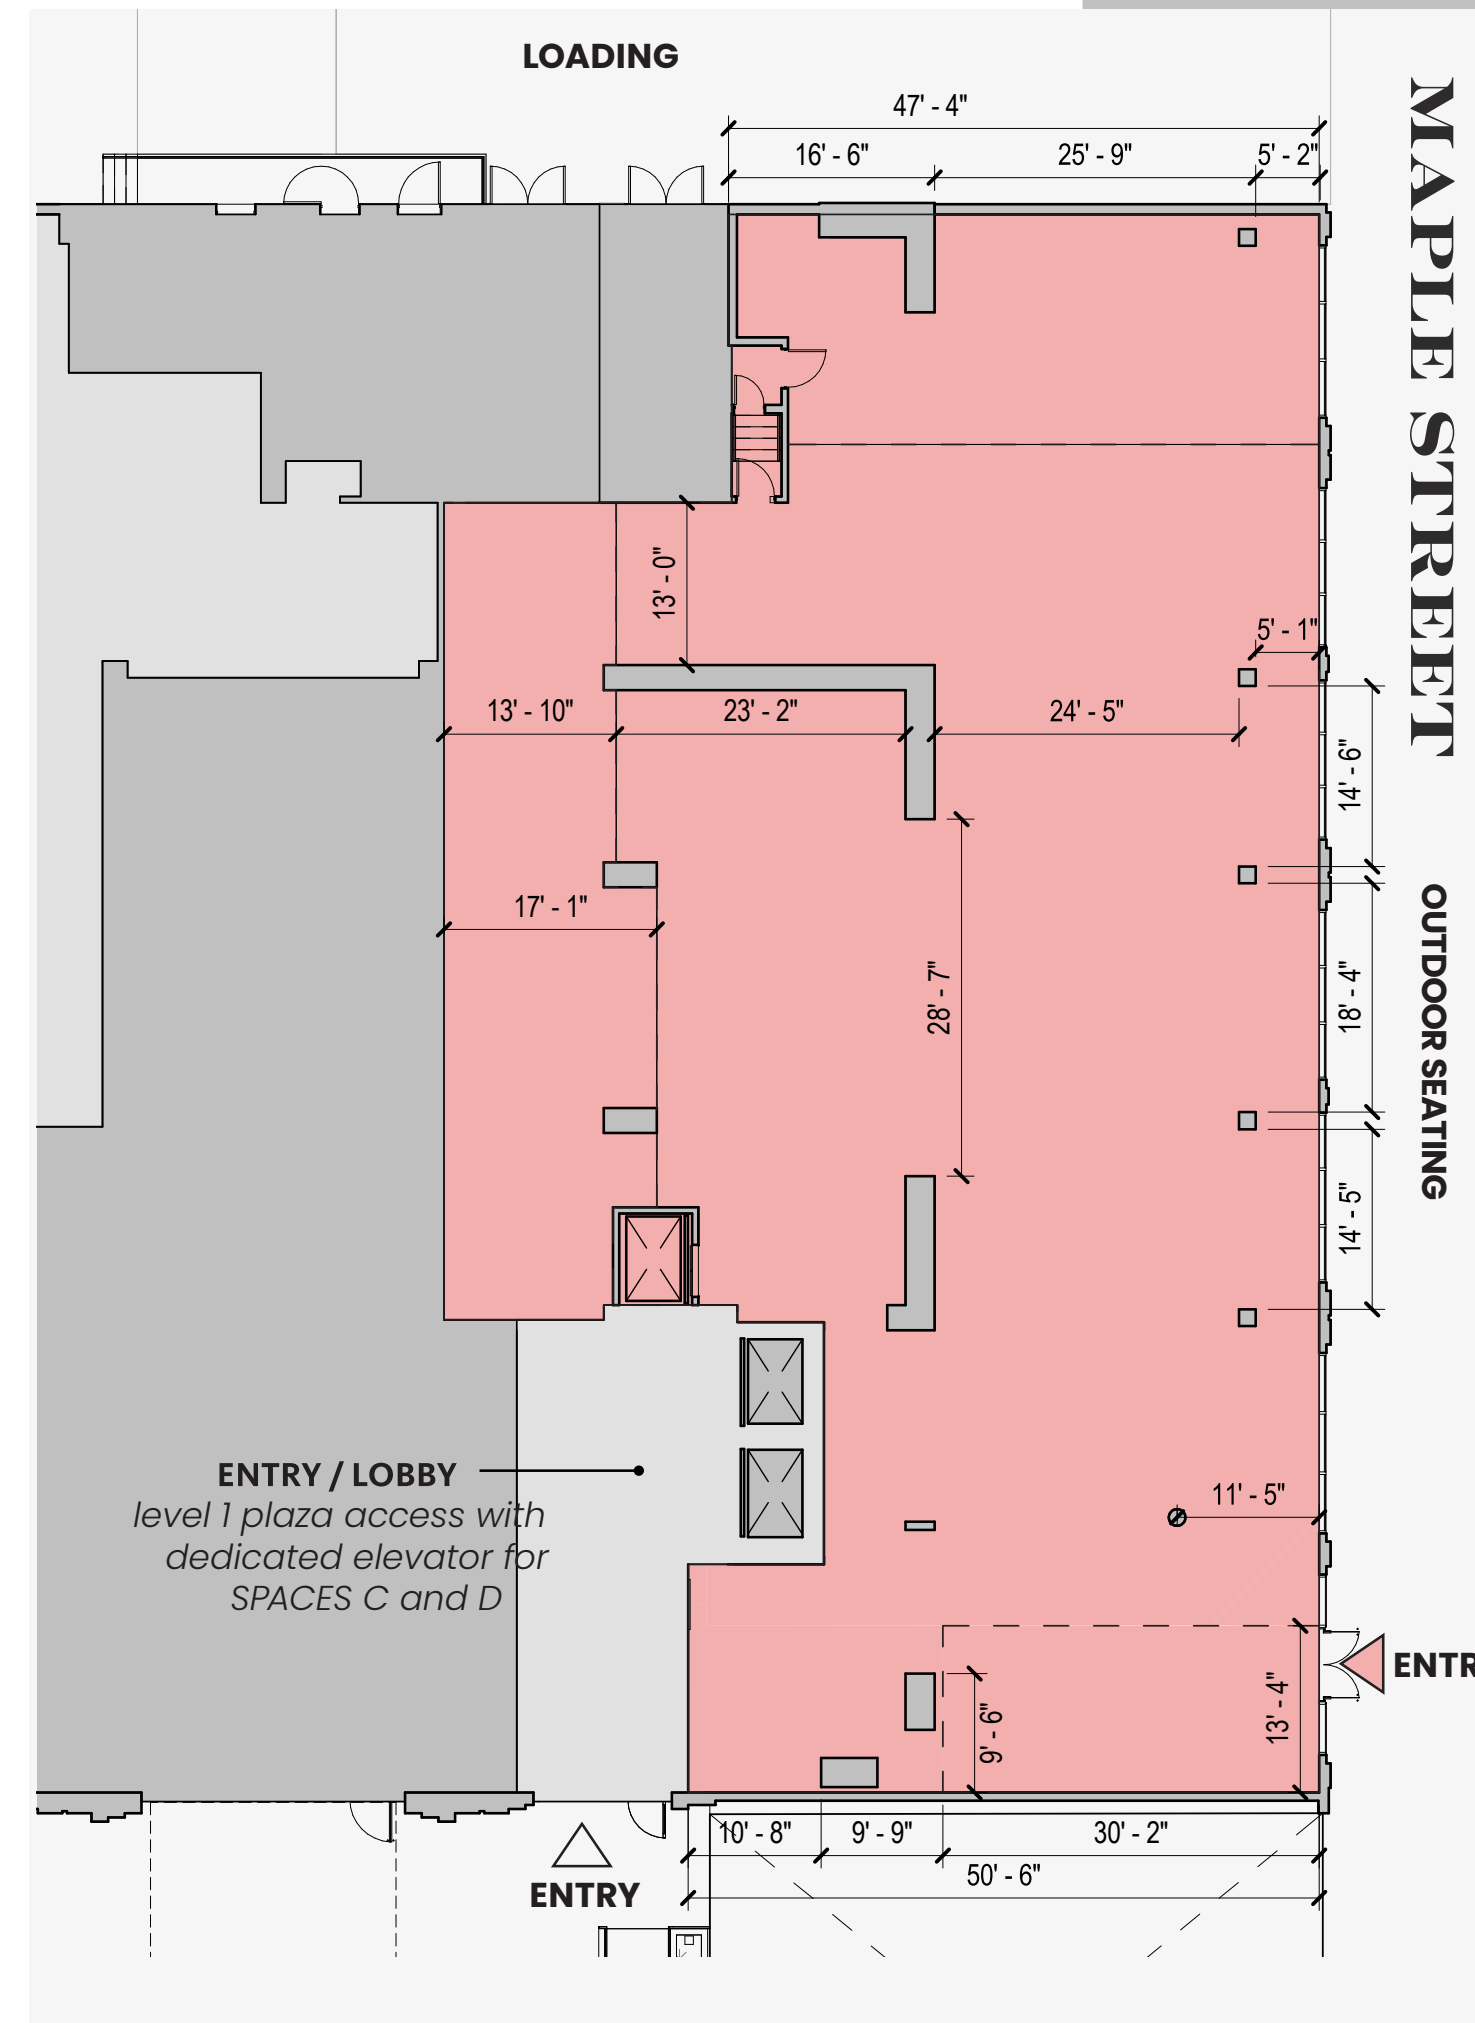 LOADING
47' - 4"
16' - 6"
25' - 9"
5' - 2"
MAPLE STREET
13' - 0"
5' - 1"
13' - 10"
23' - 2"
24' - 5"
14' - 6"
17' - 1"
28' - 7"
18' - 4"
OUTDOOR SEATING
14' - 5"
ENTRY / LOBBY
level 1 plaza access with
dedicated elevator for
SPACES C and D
11' - 5"
ENTR
9' - 6"
13' - 4"
10' - 8"
9' - 9"
30' - 2"
50' - 6"
ENTRY